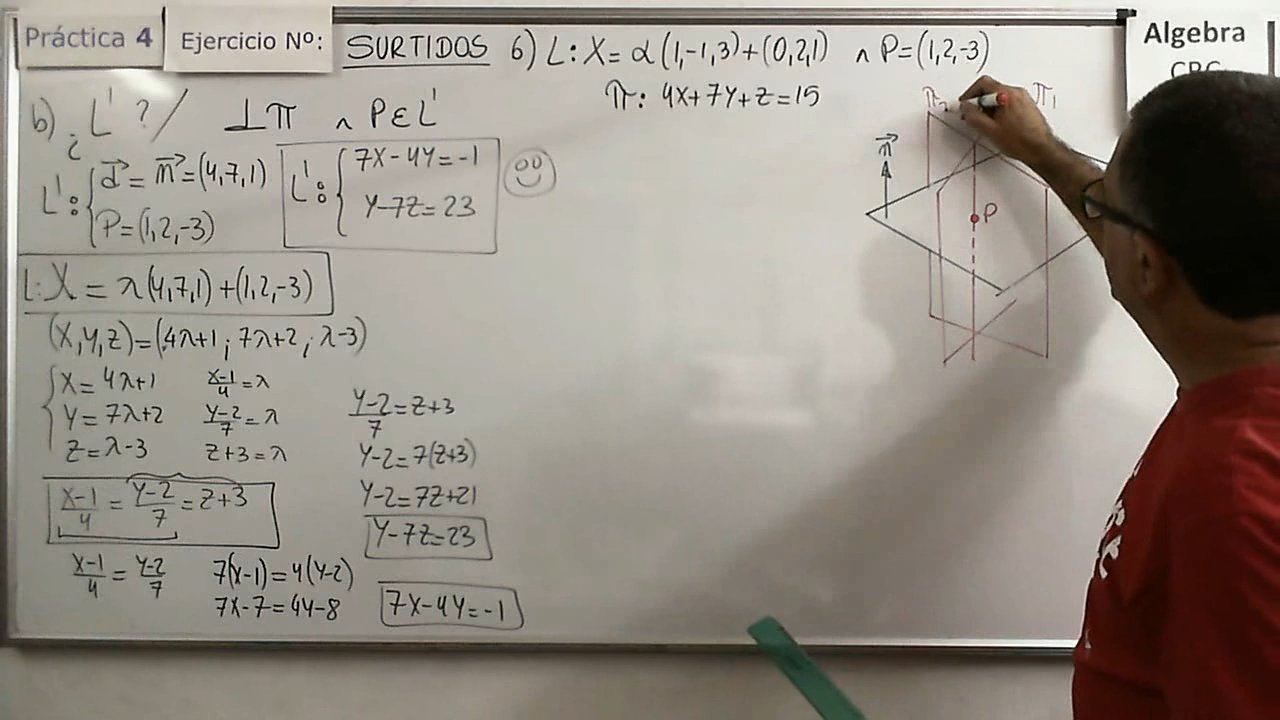 Práctica 4 Ejercicio Nº: SURTIDOS 6) L: X = α(1,-1,3)+(0,2,1) ∧ P=(1,2,-3)
Algebra
CBC
π: 4X+7Y+Z=15
b) ¿L' ?/ ⊥π ∧ P∈L'
L': { d⃗ = n⃗ = (4,7,1)
P=(1,2,-3)
L': { 7X-4Y=-1
Y-7Z=23
L: X = λ(4,7,1)+(1,2,-3)
(X,Y,Z)=(4λ+1; 7λ+2; λ-3)
{ X= 4λ+1 (X-1)/4=λ
Y= 7λ+2 (Y-2)/7=λ
Z=λ-3 Z+3=λ
(X-1)/4 = (Y-2)/7 = Z+3
(X-1)/4 = (Y-2)/7
7(X-1)=4(Y-2)
7X-7=4Y-8
7X-4Y=-1
(Y-2)/7=Z+3
Y-2=7(Z+3)
Y-2=7Z+21
Y-7Z=23
π₂ π₁
n⃗
P